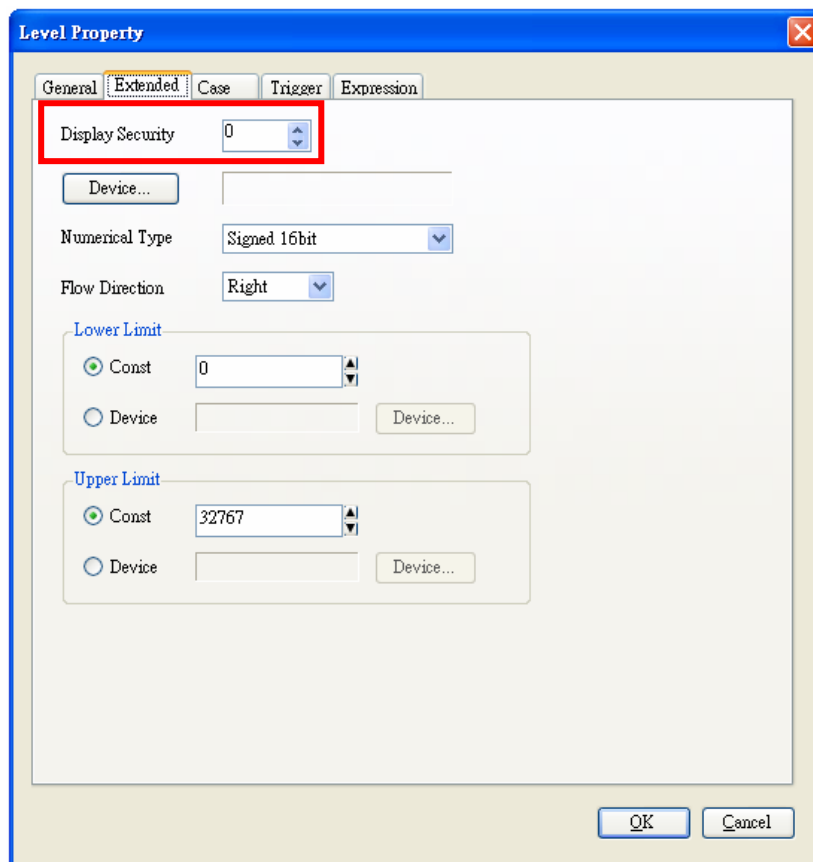 Level Property
General Extended Case Trigger Expression
Display Security 0
Device...
Numerical Type Signed 16bit
Flow Direction Right
Lower Limit
Const 0
Device Device...
Upper Limit
Const 32767
Device Device...
OK Cancel